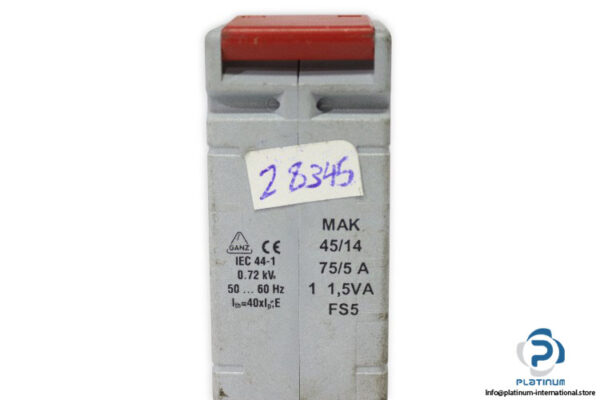 28345
GANZ CE
IEC 44-1
0.72 kV,
50 ... 60 Hz
Ith=40xIp;E
MAK
45/14
75/5 A
1 1,5VA
FS5
PLATINUM
info@platinum-international.store